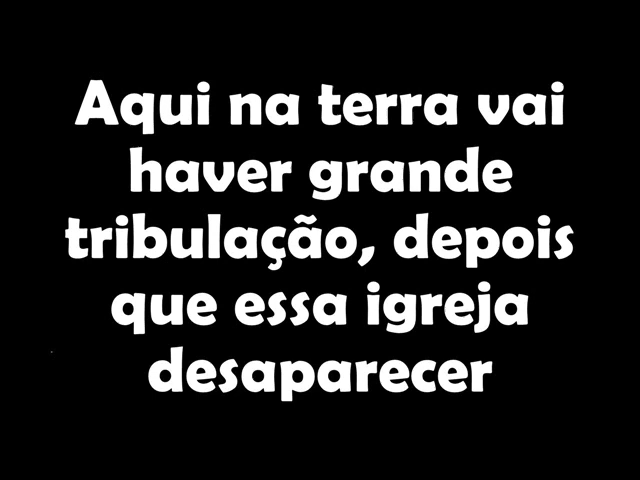 Aqui na terra vai
haver grande
tribulação, depois
que essa igreja
desaparecer